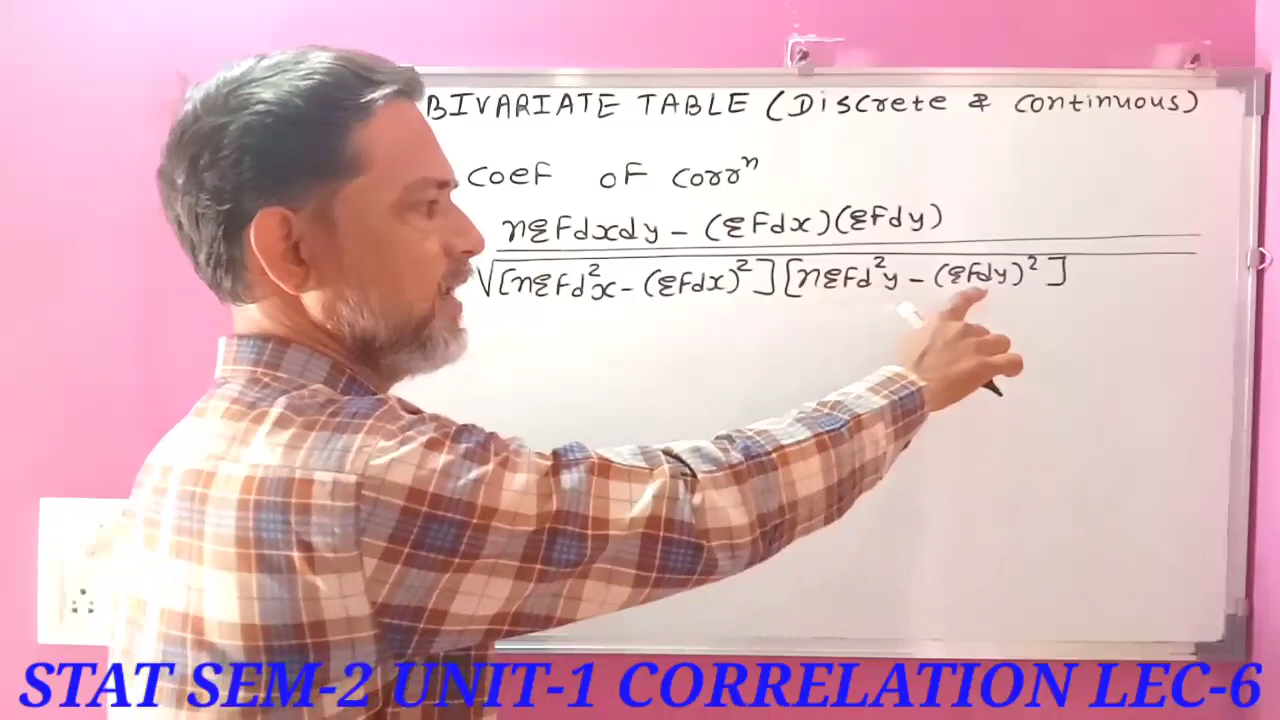 BIVARIATE TABLE (Discrete & continuous)
coef of corrⁿ
nΣfdxdy - (Σfdx)(Σfdy)
√[nΣfd²x - (Σfdx)²][nΣfd²y - (Σfdy)²]
STAT SEM-2 UNIT-1 CORRELATION LEC-6